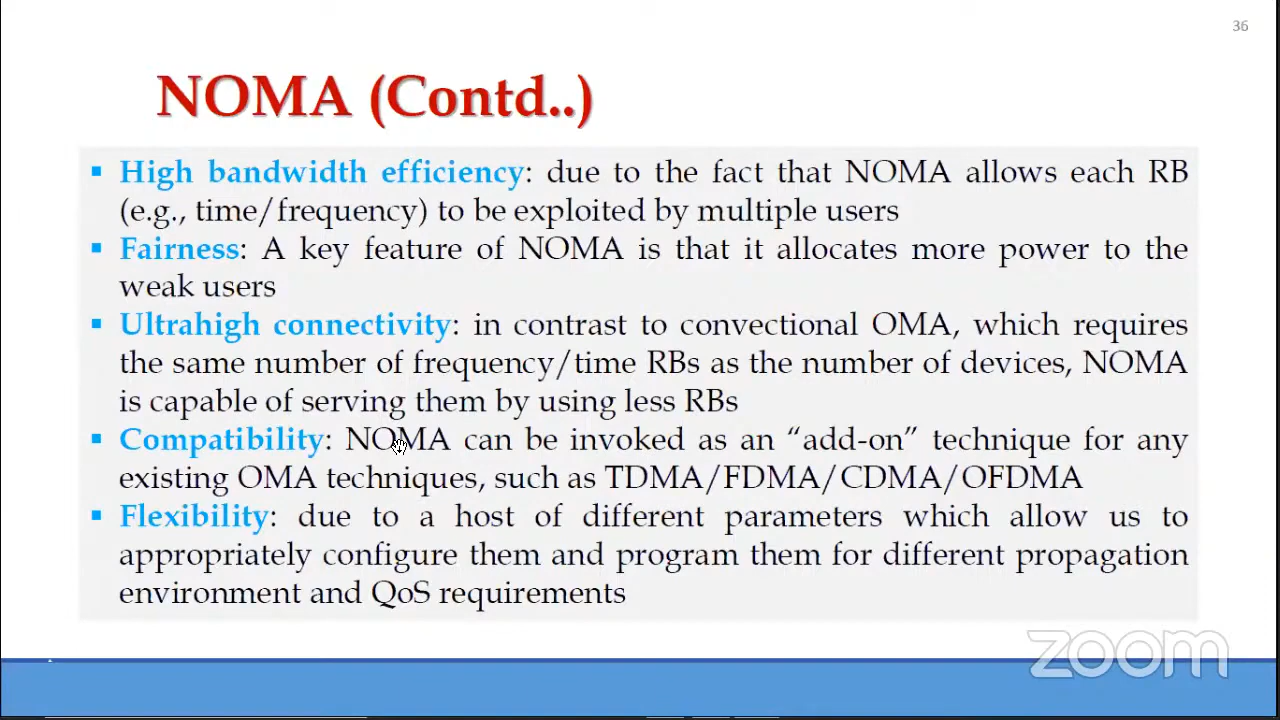 36
NOMA (Contd..)
▪ High bandwidth efficiency: due to the fact that NOMA allows each RB
(e.g., time/frequency) to be exploited by multiple users
▪ Fairness: A key feature of NOMA is that it allocates more power to the
weak users
▪ Ultrahigh connectivity: in contrast to convectional OMA, which requires
the same number of frequency/time RBs as the number of devices, NOMA
is capable of serving them by using less RBs
▪ Compatibility: NOMA can be invoked as an “add-on” technique for any
existing OMA techniques, such as TDMA/FDMA/CDMA/OFDMA
▪ Flexibility: due to a host of different parameters which allow us to
appropriately configure them and program them for different propagation
environment and QoS requirements
zoom